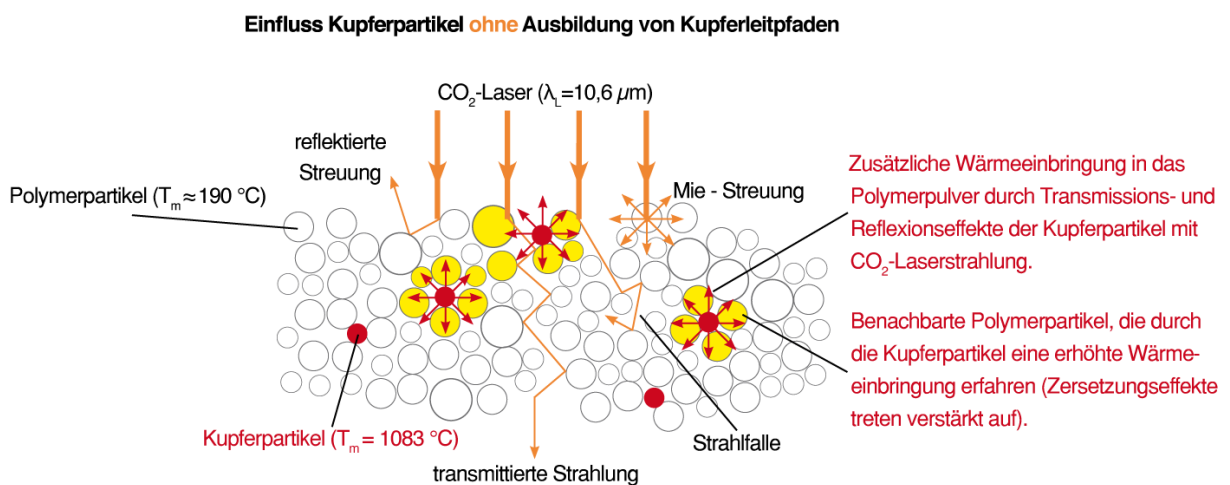 Einfluss Kupferpartikel ohne Ausbildung von Kupferleitpfaden
CO₂-Laser (λL=10,6 µm)
reflektierte
Streuung
Polymerpartikel (Tm ≈ 190 °C)
Mie - Streuung
Zusätzliche Wärmeeinbringung in das
Polymerpulver durch Transmissions- und
Reflexionseffekte der Kupferpartikel mit
CO₂-Laserstrahlung.
Benachbarte Polymerpartikel, die durch
die Kupferpartikel eine erhöhte Wärme-
einbringung erfahren (Zersetzungseffekte
treten verstärkt auf).
Kupferpartikel (Tm = 1083 °C)
Strahlfalle
transmittierte Strahlung